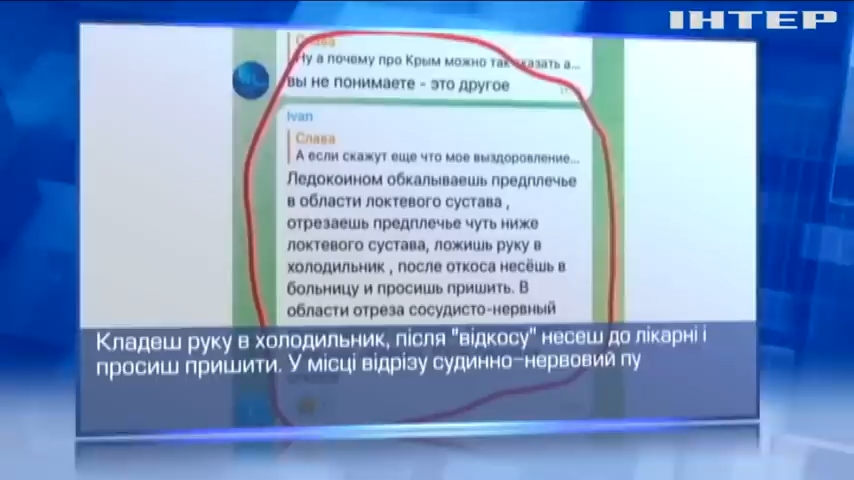 ІНТЕР
Слава
Ну а почему про Крым можно так сказать а...
вы не понимаете - это другое
Ivan
Слава
А если скажут еще что мое выздоровление...
Ледокоином обкалываешь предплечье
в области локтевого сустава ,
отрезаешь предплечье чуть ниже
локтевого сустава, ложишь руку в
холодильник , после откоса несёшь в
больницу и просишь пришить. В
области отреза сосудисто-нервный
Кладеш руку в холодильник, після "відкосу" несеш до лікарні і
просиш пришити. У місці відрізу судинно-нервовий пу